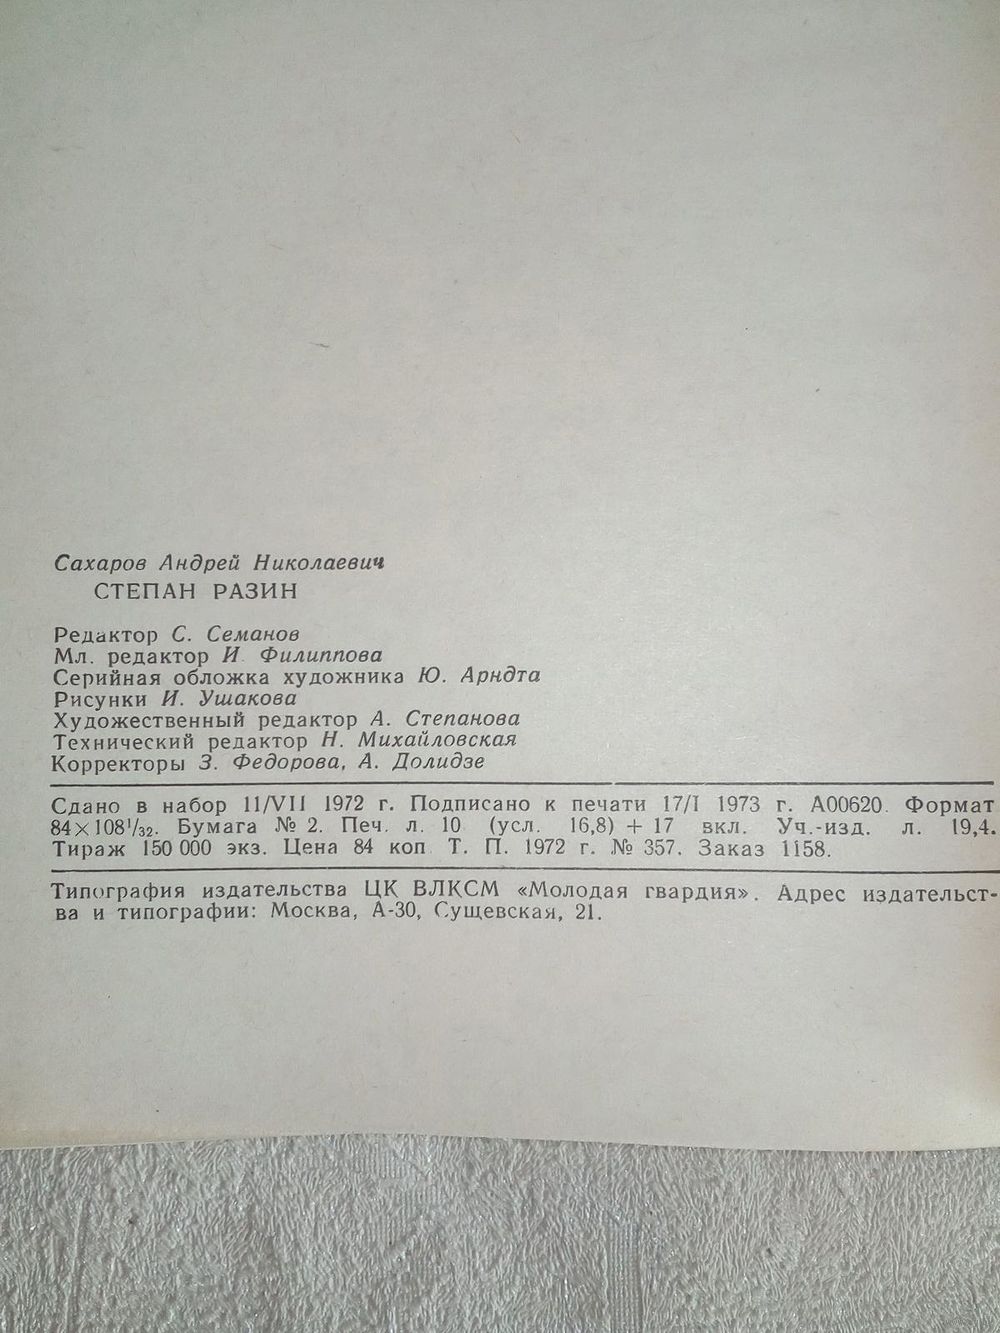 Сахаров Андрей Николаевич
СТЕПАН РАЗИН
Редактор С. Семанов
Мл. редактор И. Филиппова
Серийная обложка художника Ю. Арндта
Рисунки И. Ушакова
Художественный редактор А. Степанова
Технический редактор Н. Михайловская
Корректоры З. Федорова, А. Долидзе
Сдано в набор 11/VII 1972 г. Подписано к печати 17/I 1973 г. А00620. Формат
84×108¹/₃₂. Бумага № 2. Печ. л. 10 (усл. 16,8) + 17 вкл. Уч.-изд. л. 19,4.
Тираж 150 000 экз. Цена 84 коп. Т. П. 1972 г. № 357. Заказ 1158.
Типография издательства ЦК ВЛКСМ «Молодая гвардия». Адрес издательст-
ва и типографии: Москва, А-30, Сущевская, 21.